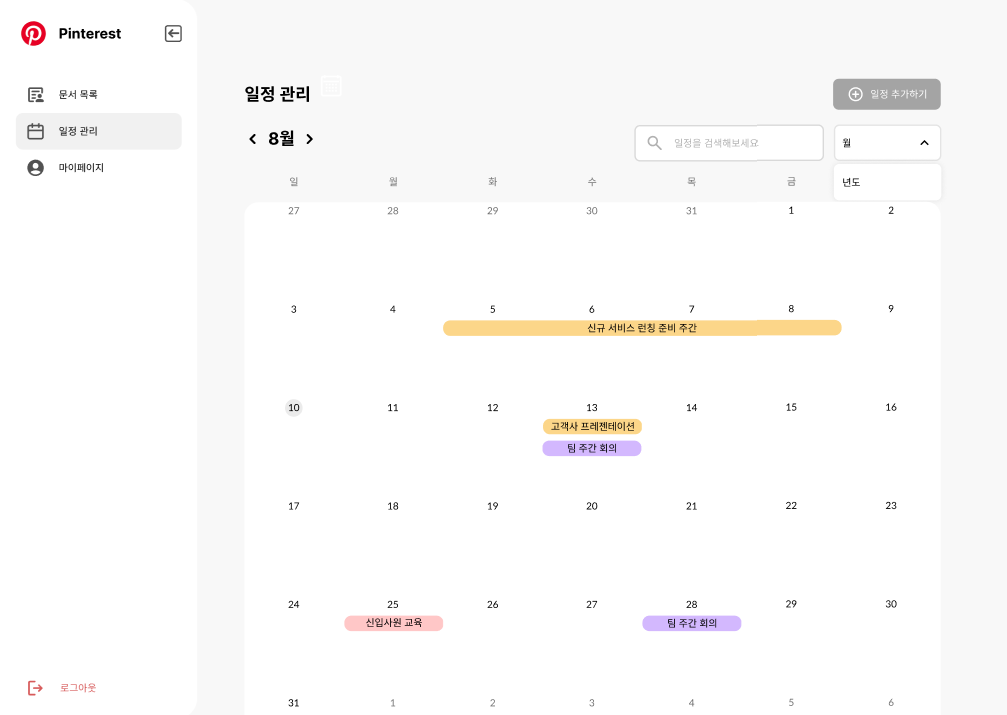 Pinterest
문서 목록
일정 관리
마이페이지
로그아웃
일정 관리
일정 추가하기
8월
일정을 검색해보세요
월
년도
일 월 화 수 목 금
27 28 29 30 31 1 2
3 4 5 6 7 8 9
신규 서비스 런칭 준비 주간
10 11 12 13 14 15 16
고객사 프레젠테이션
팀 주간 회의
17 18 19 20 21 22 23
24 25 26 27 28 29 30
신입사원 교육 팀 주간 회의
31 1 2 3 4 5 6